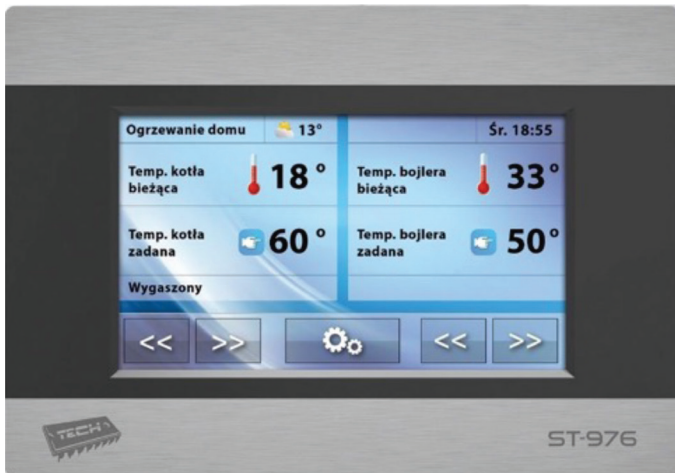 Ogrzewanie domu 13°
Śr. 18:55
Temp. kotła
bieżąca
18°
Temp. bojlera
bieżąca
33°
Temp. kotła
zadana
60°
Temp. bojlera
zadana
50°
Wygaszony
<< >> << >>
TECH
ST-976